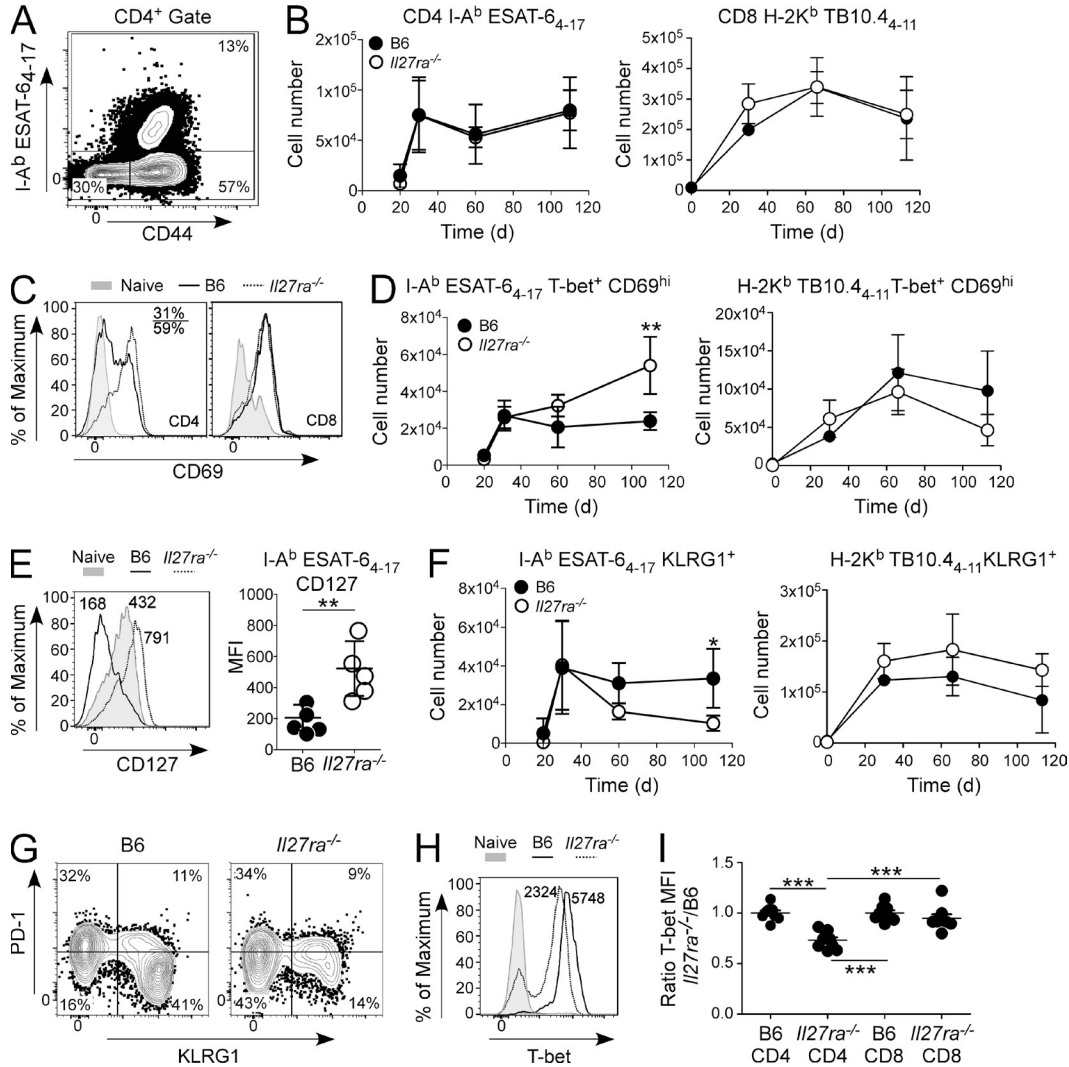 A
CD4⁺ Gate
I-Aᵇ ESAT-6₄₋₁₇
13%
30%
57%
0
0
CD44
B
CD4 I-Aᵇ ESAT-6₄₋₁₇
B6
Il27ra⁻/⁻
Cell number
2x10⁵
1x10⁵
5x10⁴
0
0 20 40 60 80 100 120
Time (d)
CD8 H-2Kᵇ TB10.4₄₋₁₁
Cell number
5x10⁵
4x10⁵
3x10⁵
2x10⁵
1x10⁵
0
0 20 40 60 80 100 120
Time (d)
C
Naive B6 Il27ra⁻/⁻
% of Maximum
100
80
60
40
20
0
31%
59%
CD4
CD8
0
0
CD69
D
I-Aᵇ ESAT-6₄₋₁₇ T-bet⁺ CD69ʰⁱ
B6
Il27ra⁻/⁻
**
Cell number
8x10⁴
6x10⁴
4x10⁴
2x10⁴
0
0 20 40 60 80 100 120
Time (d)
H-2Kᵇ TB10.4₄₋₁₁T-bet⁺ CD69ʰⁱ
Cell number
20x10⁴
15x10⁴
10x10⁴
5x10⁴
0
0 20 40 60 80 100 120
Time (d)
E
Naive B6 Il27ra⁻/⁻
% of Maximum
100
80
60
40
20
0
168
432
791
0
CD127
I-Aᵇ ESAT-6₄₋₁₇
CD127
MFI
1000
800
600
400
200
0
**
B6 Il27ra⁻/⁻
F
I-Aᵇ ESAT-6₄₋₁₇ KLRG1⁺
B6
Il27ra⁻/⁻
*
Cell number
8x10⁴
6x10⁴
4x10⁴
2x10⁴
0
0 20 40 60 80 100 120
Time (d)
H-2Kᵇ TB10.4₄₋₁₁KLRG1⁺
Cell number
3x10⁵
2x10⁵
1x10⁵
0
0 20 40 60 80 100 120
Time (d)
G
B6
Il27ra⁻/⁻
PD-1
32% 11%
16% 41%
34% 9%
43% 14%
0
0
KLRG1
H
Naive B6 Il27ra⁻/⁻
% of Maximum
100
80
60
40
20
0
2324
5748
0
T-bet
I
Ratio T-bet MFI
Il27ra⁻/⁻/B6
1.5
1.0
0.5
0.0
***
***
***
B6 Il27ra⁻/⁻ B6 Il27ra⁻/⁻
CD4 CD4 CD8 CD8